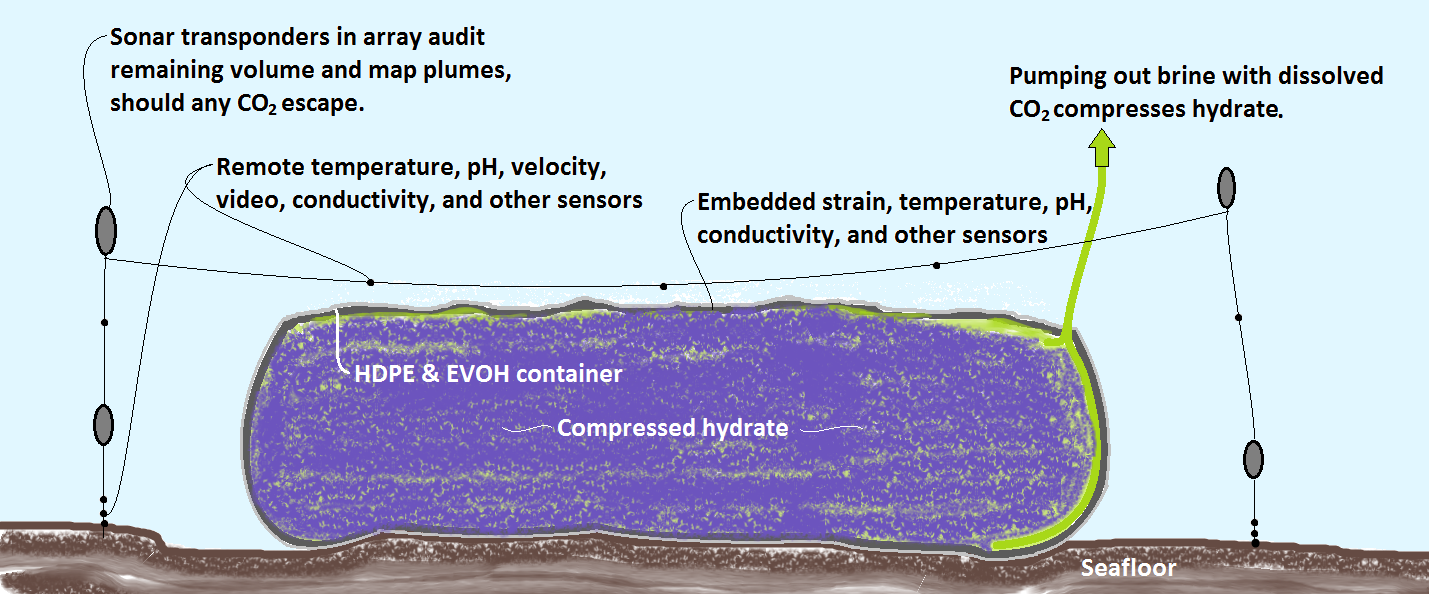 Sonar transponders in array audit
remaining volume and map plumes,
should any CO₂ escape.
Pumping out brine with dissolved
CO₂ compresses hydrate.
Remote temperature, pH, velocity,
video, conductivity, and other sensors
Embedded strain, temperature, pH,
conductivity, and other sensors
HDPE & EVOH container
Compressed hydrate
Seafloor